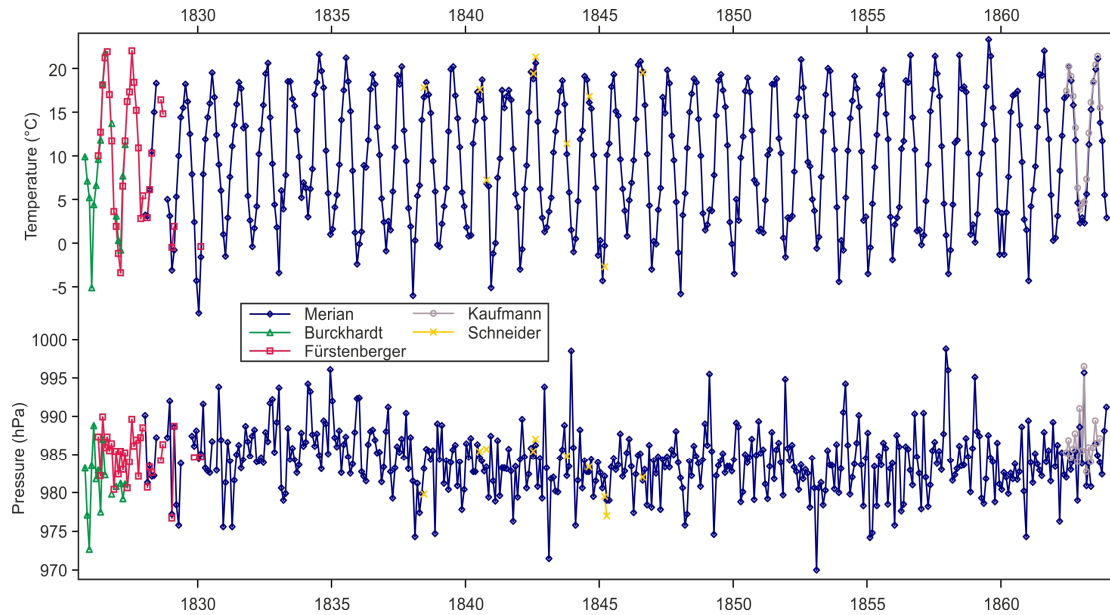 1830 1835 1840 1845 1850 1855 1860
Temperature (°C)
20
15
10
5
0
-5
Merian
Burckhardt
Fürstenberger
Kaufmann
Schneider
Pressure (hPa)
1000
995
990
985
980
975
970
1830 1835 1840 1845 1850 1855 1860